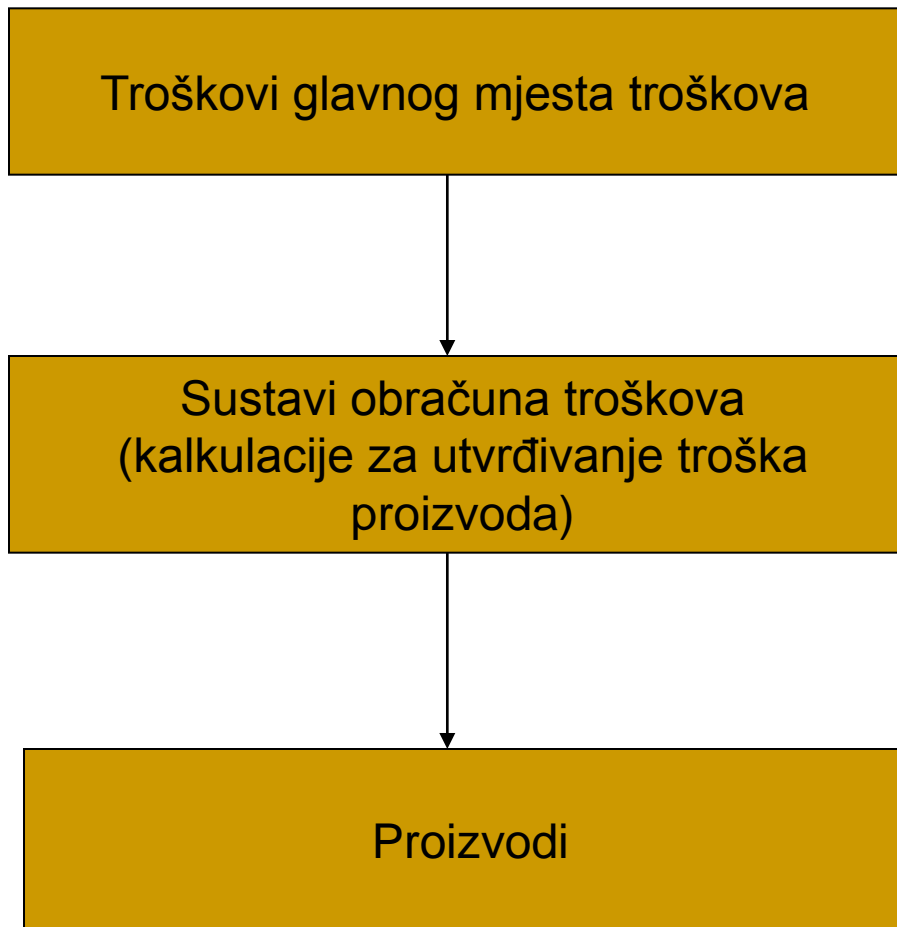 Troškovi glavnog mjesta troškova
Sustavi obračuna troškova
(kalkulacije za utvrđivanje troška
proizvoda)
Proizvodi